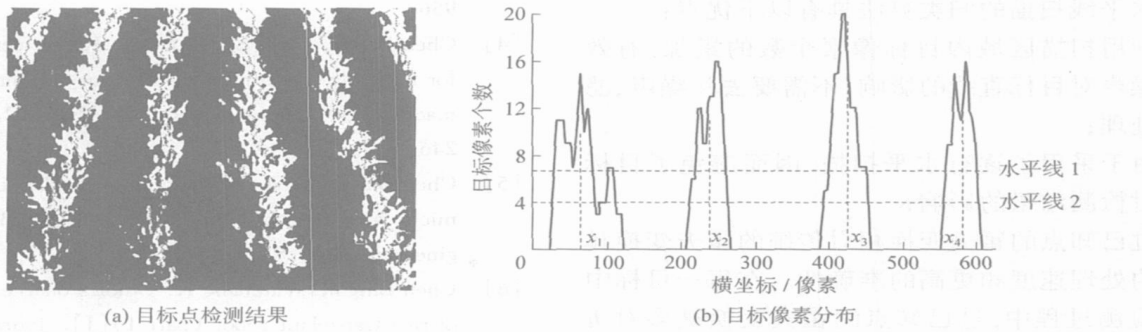 20
16
12
8
4
目标像素个数
水平线 1
水平线 2
x₁ x₂ x₃ x₄
0 100 200 300 400 500 600
横坐标 / 像素
(a) 目标点检测结果
(b) 目标像素分布